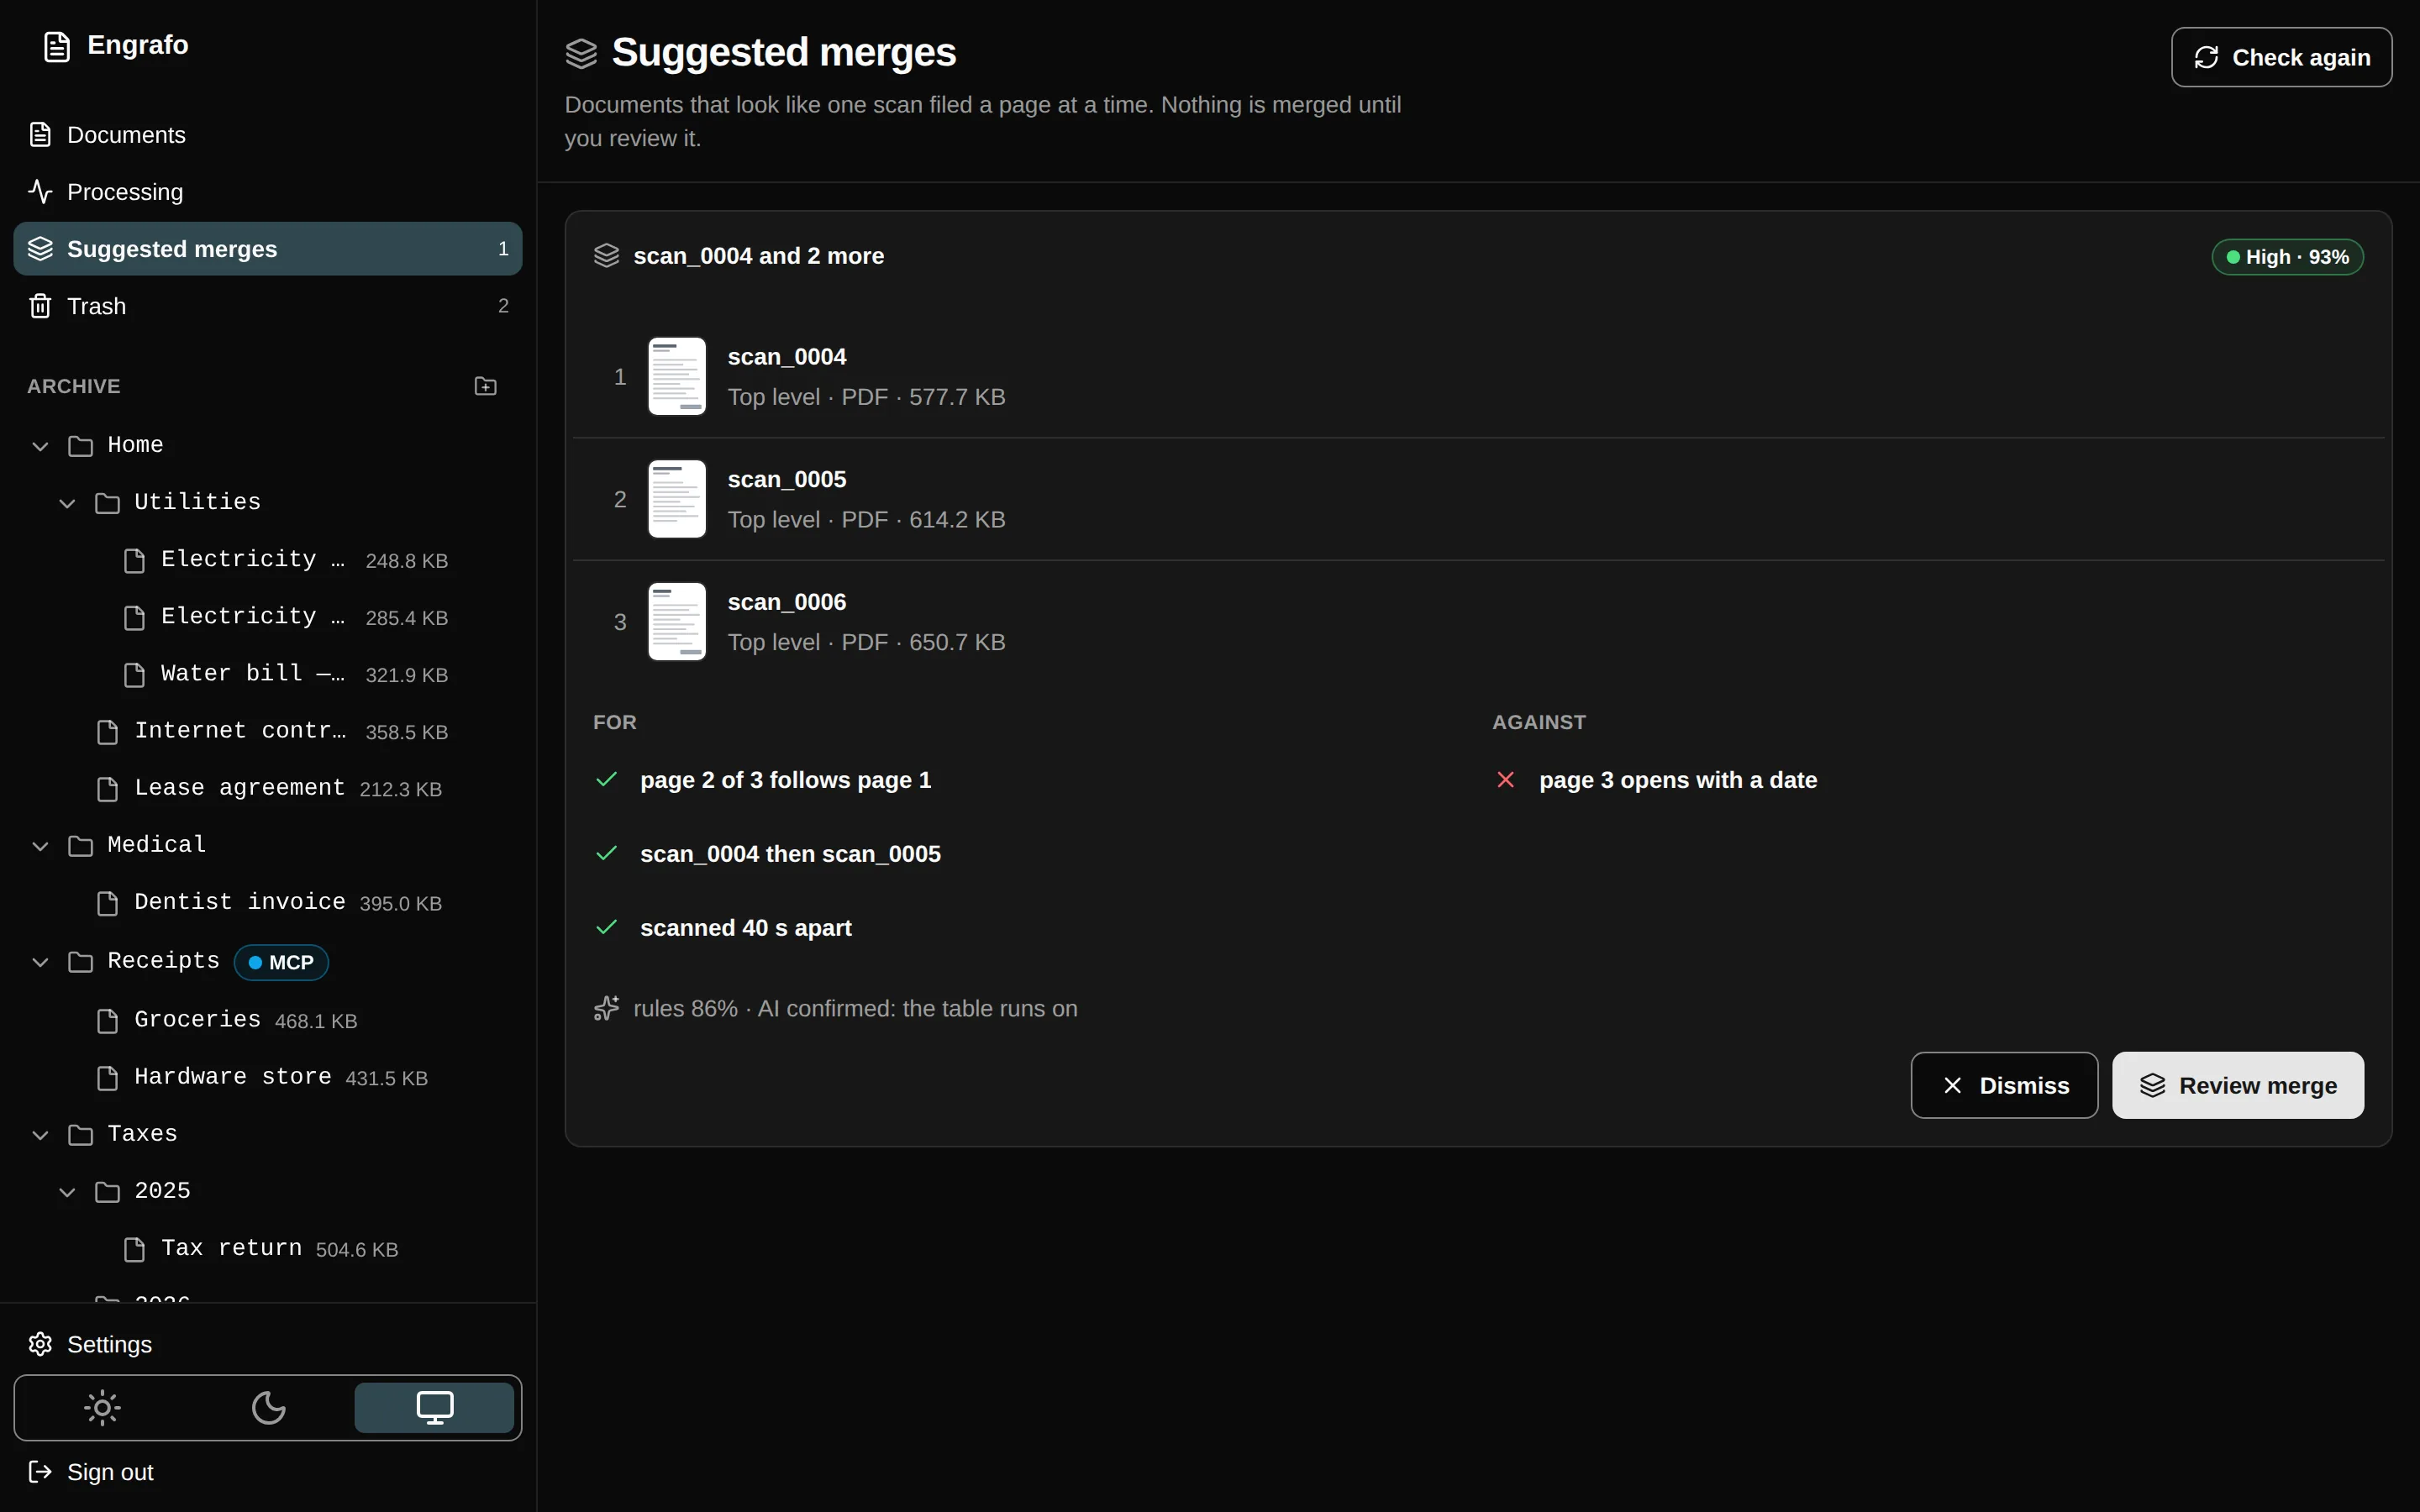 Engrafo
Documents
Processing
Suggested merges 1
Trash 2
ARCHIVE
Home
Utilities
Electricity … 248.8 KB
Electricity … 285.4 KB
Water bill —… 321.9 KB
Internet contr… 358.5 KB
Lease agreement 212.3 KB
Medical
Dentist invoice 395.0 KB
Receipts MCP
Groceries 468.1 KB
Hardware store 431.5 KB
Taxes
2025
Tax return 504.6 KB
Settings
Sign out
Suggested merges
Check again
Documents that look like one scan filed a page at a time. Nothing is merged until
you review it.
scan_0004 and 2 more
High · 93%
1
scan_0004
Top level · PDF · 577.7 KB
2
scan_0005
Top level · PDF · 614.2 KB
3
scan_0006
Top level · PDF · 650.7 KB
FOR
page 2 of 3 follows page 1
scan_0004 then scan_0005
scanned 40 s apart
AGAINST
page 3 opens with a date
rules 86% · AI confirmed: the table runs on
Dismiss
Review merge